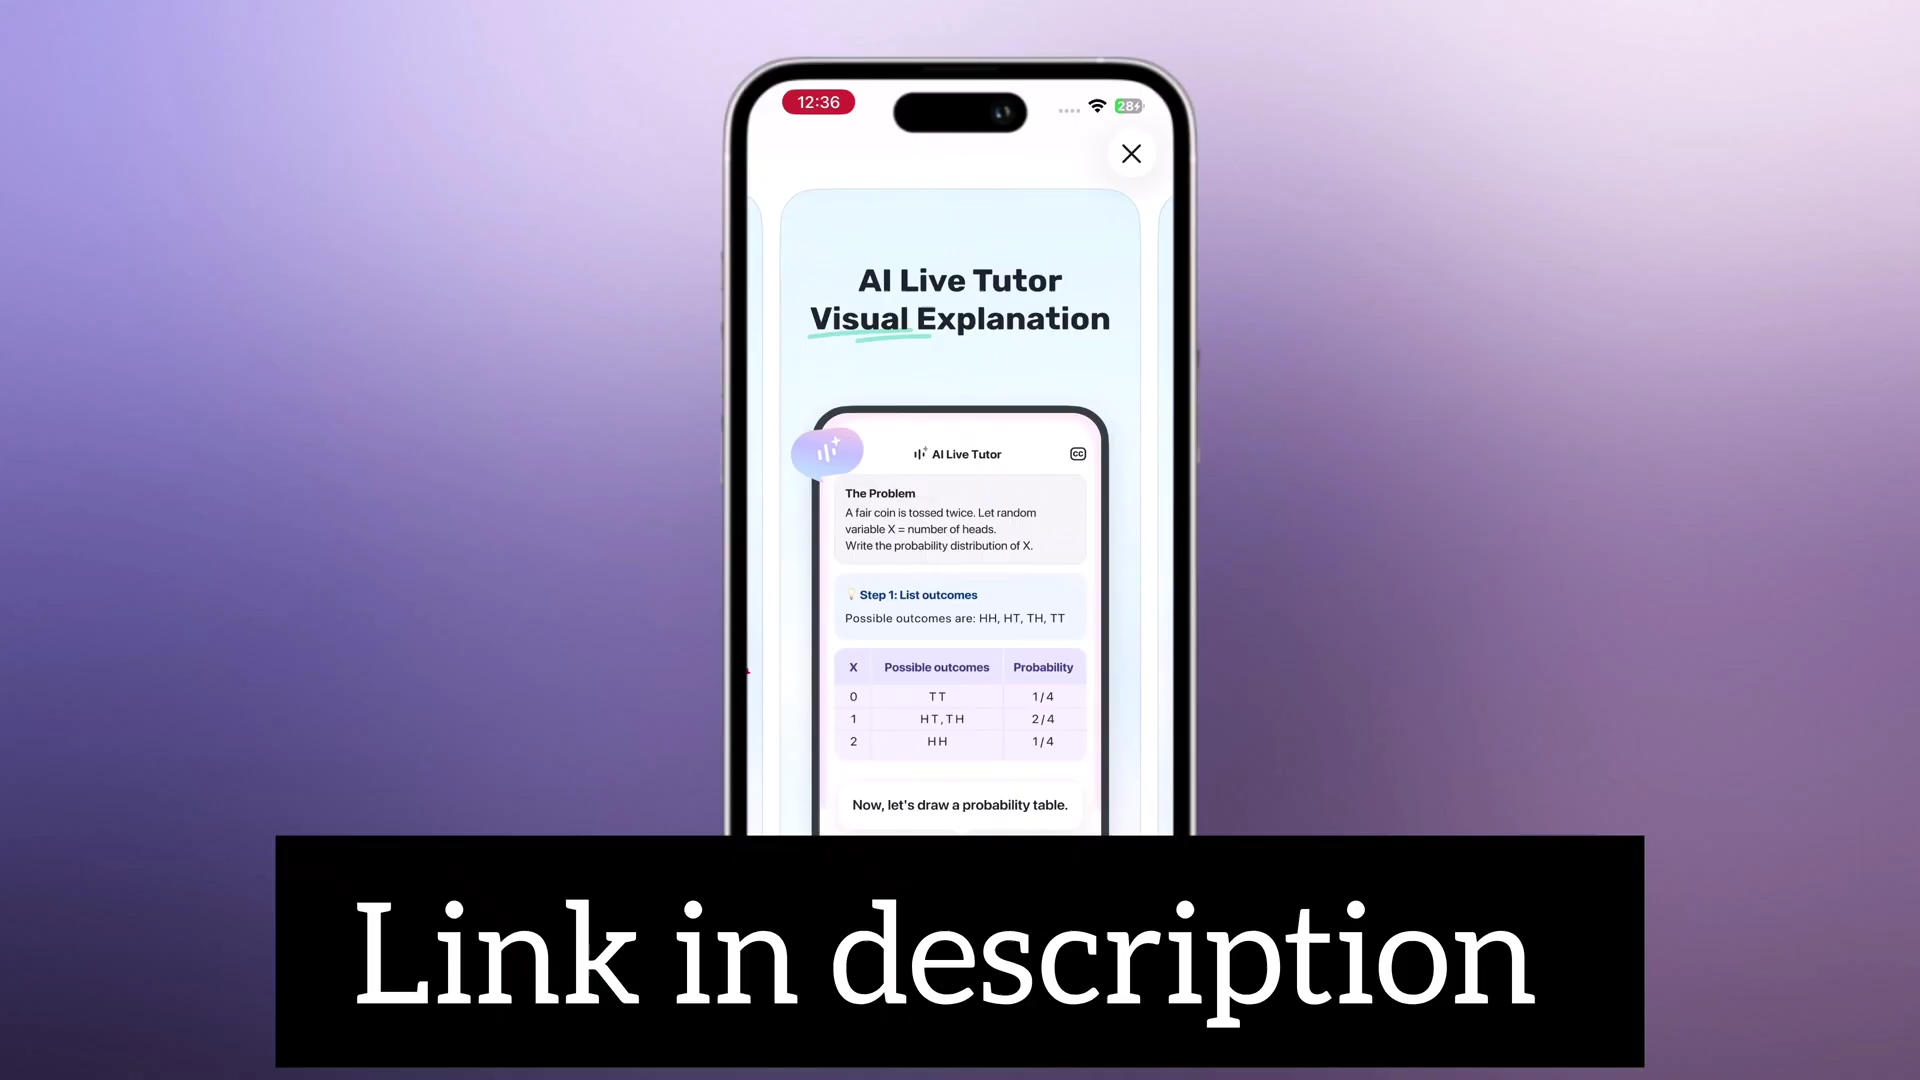 12:36
28
AI Live Tutor
Visual Explanation
AI Live Tutor
CC
The Problem
A fair coin is tossed twice. Let random
variable X = number of heads.
Write the probability distribution of X.
Step 1: List outcomes
Possible outcomes are: HH, HT, TH, TT
X Possible outcomes Probability
0 TT 1/4
1 HT, TH 2/4
2 HH 1/4
Now, let's draw a probability table.
Link in description